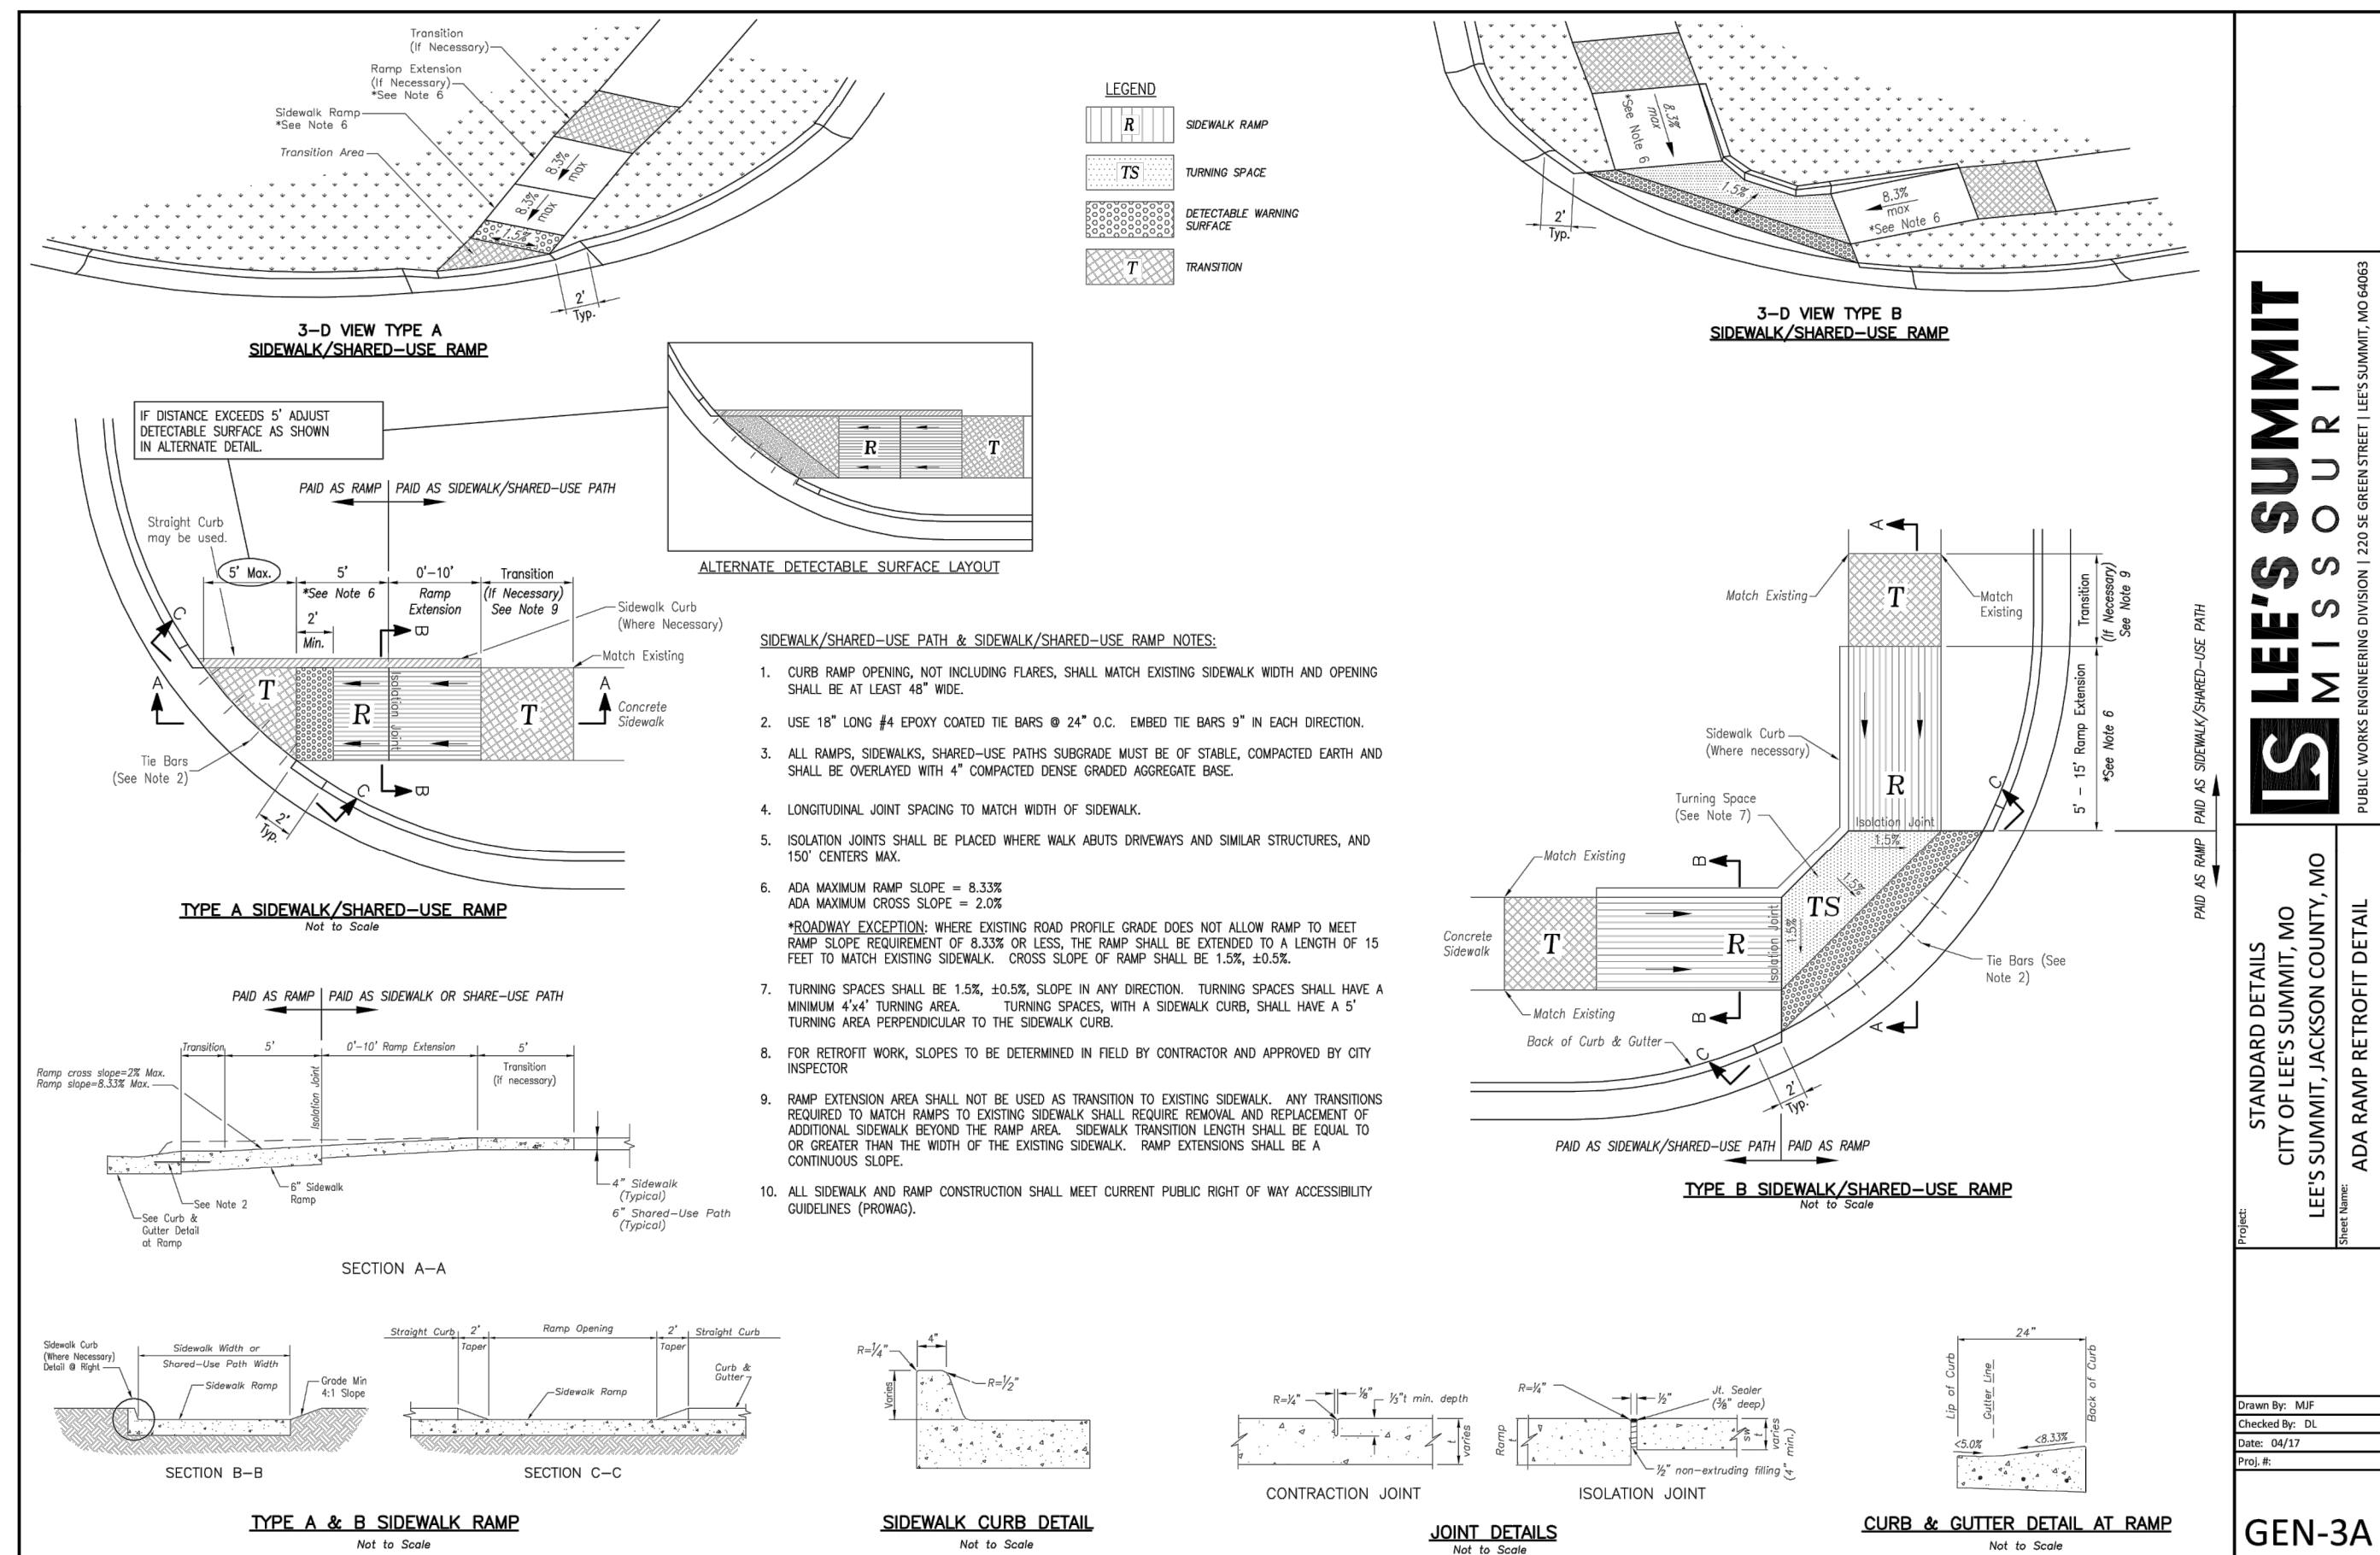 Transition
(If Necessary)
Ramp Extension
(If Necessary)
*See Note 6
Sidewalk Ramp
*See Note 6
Transition Area
8.3%
max
8.3%
max
1.5%
2'
Typ.
3-D VIEW TYPE A
SIDEWALK/SHARED-USE RAMP
LEGEND
R
SIDEWALK RAMP
TS
TURNING SPACE
DETECTABLE WARNING
SURFACE
T
TRANSITION
8.3%
max
*See Note 6
1.5%
8.3%
max
*See Note 6
2'
Typ.
3-D VIEW TYPE B
SIDEWALK/SHARED-USE RAMP
IF DISTANCE EXCEEDS 5' ADJUST
DETECTABLE SURFACE AS SHOWN
IN ALTERNATE DETAIL.
R
T
ALTERNATE DETECTABLE SURFACE LAYOUT
PAID AS RAMP
PAID AS SIDEWALK/SHARED-USE PATH
Straight Curb
may be used.
5' Max.
5'
*See Note 6
2'
Min.
0'-10'
Ramp
Extension
Transition
(If Necessary)
See Note 9
Sidewalk Curb
(Where Necessary)
Match Existing
Concrete
Sidewalk
Isolation Joint
T
R
T
A
A
B
B
C
C
Tie Bars
(See Note 2)
2'
Typ.
TYPE A SIDEWALK/SHARED-USE RAMP
Not to Scale
SIDEWALK/SHARED-USE PATH & SIDEWALK/SHARED-USE RAMP NOTES:
1. CURB RAMP OPENING, NOT INCLUDING FLARES, SHALL MATCH EXISTING SIDEWALK WIDTH AND OPENING
SHALL BE AT LEAST 48" WIDE.
2. USE 18" LONG #4 EPOXY COATED TIE BARS @ 24" O.C. EMBED TIE BARS 9" IN EACH DIRECTION.
3. ALL RAMPS, SIDEWALKS, SHARED-USE PATHS SUBGRADE MUST BE OF STABLE, COMPACTED EARTH AND
SHALL BE OVERLAYED WITH 4" COMPACTED DENSE GRADED AGGREGATE BASE.
4. LONGITUDINAL JOINT SPACING TO MATCH WIDTH OF SIDEWALK.
5. ISOLATION JOINTS SHALL BE PLACED WHERE WALK ABUTS DRIVEWAYS AND SIMILAR STRUCTURES, AND
150' CENTERS MAX.
6. ADA MAXIMUM RAMP SLOPE = 8.33%
ADA MAXIMUM CROSS SLOPE = 2.0%
*ROADWAY EXCEPTION: WHERE EXISTING ROAD PROFILE GRADE DOES NOT ALLOW RAMP TO MEET
RAMP SLOPE REQUIREMENT OF 8.33% OR LESS, THE RAMP SHALL BE EXTENDED TO A LENGTH OF 15
FEET TO MATCH EXISTING SIDEWALK. CROSS SLOPE OF RAMP SHALL BE 1.5%, ±0.5%.
7. TURNING SPACES SHALL BE 1.5%, ±0.5%, SLOPE IN ANY DIRECTION. TURNING SPACES SHALL HAVE A
MINIMUM 4'x4' TURNING AREA. TURNING SPACES, WITH A SIDEWALK CURB, SHALL HAVE A 5'
TURNING AREA PERPENDICULAR TO THE SIDEWALK CURB.
8. FOR RETROFIT WORK, SLOPES TO BE DETERMINED IN FIELD BY CONTRACTOR AND APPROVED BY CITY
INSPECTOR
9. RAMP EXTENSION AREA SHALL NOT BE USED AS TRANSITION TO EXISTING SIDEWALK. ANY TRANSITIONS
REQUIRED TO MATCH RAMPS TO EXISTING SIDEWALK SHALL REQUIRE REMOVAL AND REPLACEMENT OF
ADDITIONAL SIDEWALK BEYOND THE RAMP AREA. SIDEWALK TRANSITION LENGTH SHALL BE EQUAL TO
OR GREATER THAN THE WIDTH OF THE EXISTING SIDEWALK. RAMP EXTENSIONS SHALL BE A
CONTINUOUS SLOPE.
10. ALL SIDEWALK AND RAMP CONSTRUCTION SHALL MEET CURRENT PUBLIC RIGHT OF WAY ACCESSIBILITY
GUIDELINES (PROWAG).
A
Match Existing
T
Match
Existing
Transition
(If Necessary)
See Note 9
Sidewalk Curb
(Where necessary)
R
5' - 15' Ramp Extension
*See Note 6
PAID AS SIDEWALK/SHARED-USE PATH
PAID AS RAMP
Turning Space
(See Note 7)
Isolation Joint
1.5%
C
Match Existing
B
1.5%
TS
Concrete
Sidewalk
T
R
Isolation Joint
1.5%
Tie Bars (See
Note 2)
Match Existing
B
A
Back of Curb & Gutter
C
2'
Typ.
PAID AS SIDEWALK/SHARED-USE PATH
PAID AS RAMP
TYPE B SIDEWALK/SHARED-USE RAMP
Not to Scale
PAID AS RAMP
PAID AS SIDEWALK OR SHARE-USE PATH
Transition
5'
0'-10' Ramp Extension
5'
Transition
(if necessary)
Ramp cross slope=2% Max.
Ramp slope=8.33% Max.
Isolation Joint
See Note 2
6" Sidewalk
Ramp
See Curb &
Gutter Detail
at Ramp
4" Sidewalk
(Typical)
6" Shared-Use Path
(Typical)
SECTION A-A
Sidewalk Curb
(Where Necessary)
Detail @ Right
Sidewalk Width or
Shared-Use Path Width
Sidewalk Ramp
Grade Min
4:1 Slope
SECTION B-B
Straight Curb
2'
Taper
Ramp Opening
2'
Taper
Straight Curb
Curb &
Gutter
Sidewalk Ramp
SECTION C-C
TYPE A & B SIDEWALK RAMP
Not to Scale
4"
R=1/4"
R=1/2"
Varies
SIDEWALK CURB DETAIL
Not to Scale
R=1/4"
1/8"
1/3"t min. depth
t
varies
CONTRACTION JOINT
R=1/4"
1/2"
Jt. Sealer
(3/8" deep)
Ramp
t
sw
t
varies
(4" min.)
1/2" non-extruding filling
ISOLATION JOINT
JOINT DETAILS
Not to Scale
24"
Lip of Curb
Gutter Line
Back of Curb
<5.0%
<8.33%
CURB & GUTTER DETAIL AT RAMP
Not to Scale
LS
LEE'S SUMMIT
MISSOURI
PUBLIC WORKS ENGINEERING DIVISION | 220 SE GREEN STREET | LEE'S SUMMIT, MO 64063
Project:
STANDARD DETAILS
CITY OF LEE'S SUMMIT, MO
LEE'S SUMMIT, JACKSON COUNTY, MO
Sheet Name:
ADA RAMP RETROFIT DETAIL
Drawn By: MJF
Checked By: DL
Date: 04/17
Proj. #:
GEN-3A